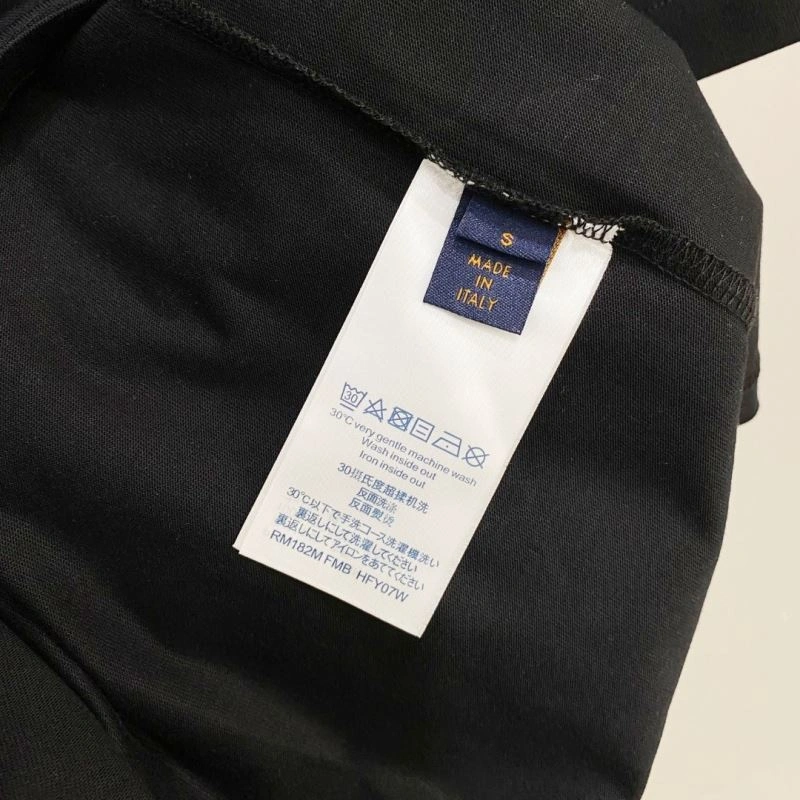 S
MADE
IN
ITALY
30
30℃ very gentle machine wash
Wash inside out
Iron inside out
30摄氏度超揉机洗
反面洗涤
反面熨烫
30℃以下で手洗コース洗濯機洗い
裏返しにして洗濯してください
裏返しにしてアイロンをあててください
RM182M FMB HFY07W